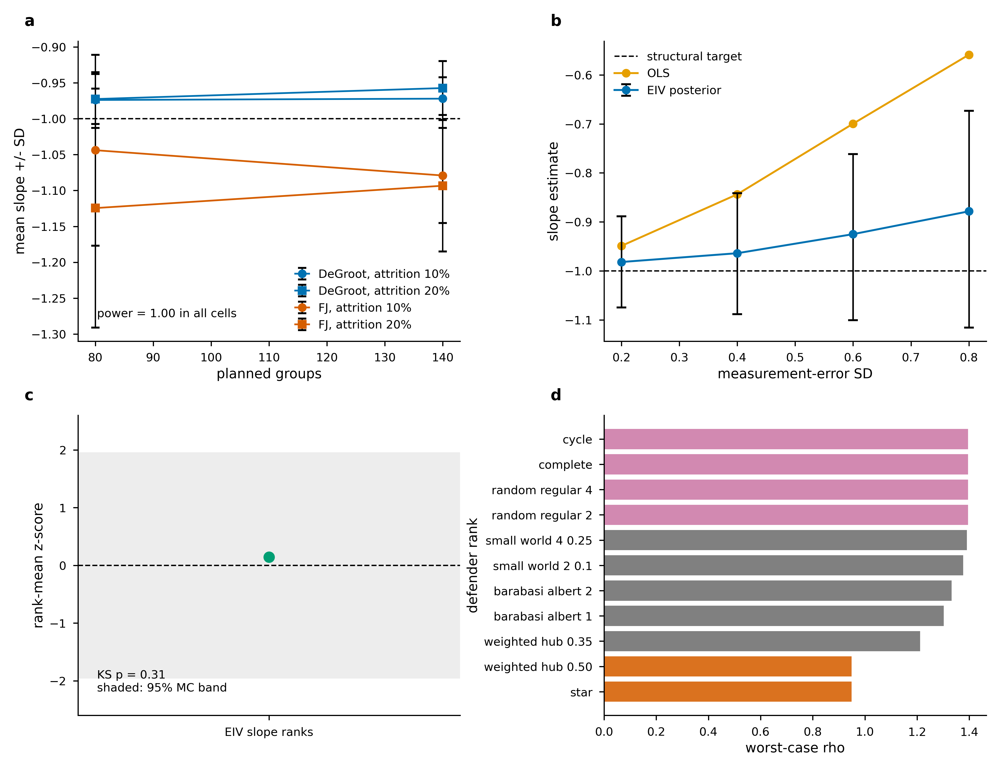 a
−0.90
−0.95
−1.00
−1.05
−1.10
−1.15
−1.20
−1.25
−1.30
mean slope +/- SD
power = 1.00 in all cells
DeGroot, attrition 10%
DeGroot, attrition 20%
FJ, attrition 10%
FJ, attrition 20%
80 90 100 110 120 130 140
planned groups
b
structural target
OLS
EIV posterior
−0.6
−0.7
−0.8
−0.9
−1.0
−1.1
slope estimate
0.2 0.3 0.4 0.5 0.6 0.7 0.8
measurement-error SD
c
2
1
0
−1
−2
rank-mean z-score
KS p = 0.31
shaded: 95% MC band
EIV slope ranks
d
defender rank
cycle
complete
random regular 4
random regular 2
small world 4 0.25
small world 2 0.1
barabasi albert 2
barabasi albert 1
weighted hub 0.35
weighted hub 0.50
star
0.0 0.2 0.4 0.6 0.8 1.0 1.2 1.4
worst-case rho